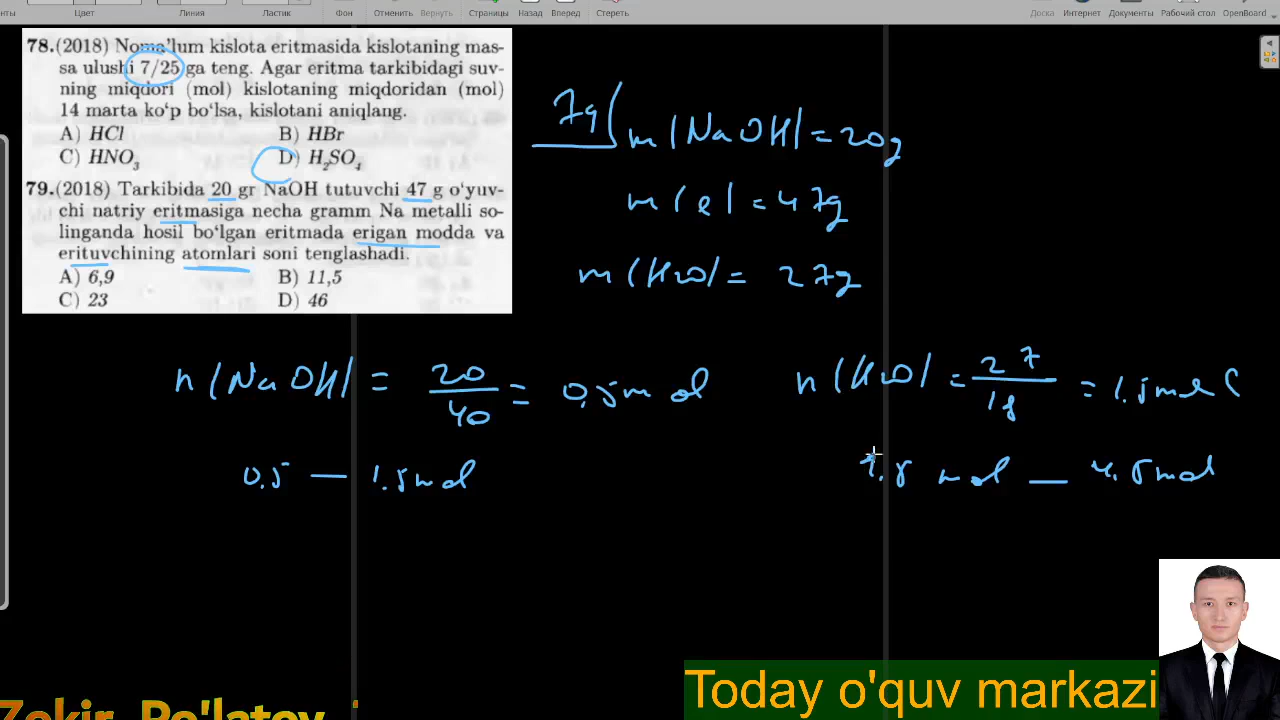 Цвет Линия Ластик Фон Отменить Вернуть Страницы Назад Вперед Стереть Доска Интернет Документы Рабочий стол OpenBoard
78.(2018) Noma'lum kislota eritmasida kislotaning mas-
sa ulushi 7/25 ga teng. Agar eritma tarkibidagi suv-
ning miqdori (mol) kislotaning miqdoridan (mol)
14 marta ko'p bo'lsa, kislotani aniqlang.
A) HCl B) HBr
C) HNO₃ D) H₂SO₄
79.(2018) Tarkibida 20 gr NaOH tutuvchi 47 g o'yuv-
chi natriy eritmasiga necha gramm Na metalli so-
linganda hosil bo'lgan eritmada erigan modda va
erituvchining atomlari soni tenglashadi.
A) 6,9 B) 11,5
C) 23 D) 46
79) m(NaOH)=20g
m(e)=47g
m(H2O)= 27g
n(NaOH)= 20/40 = 0.5mol n(H2O)= 27/18 = 1.5mol
0.5 — 1.5mol 1.5 mol — 4.5mol
Today o'quv markazi